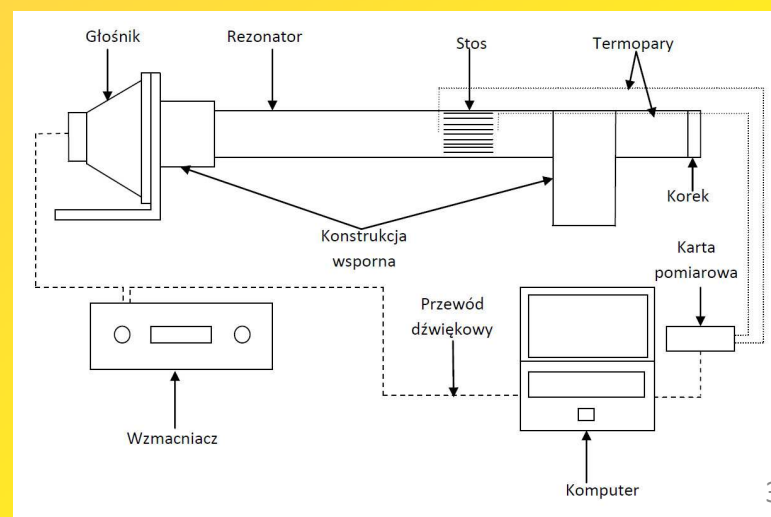 Głośnik
Rezonator
Stos
Termopary
Korek
Konstrukcja
wsporna
Karta
pomiarowa
Przewód
dźwiękowy
Wzmacniacz
Komputer